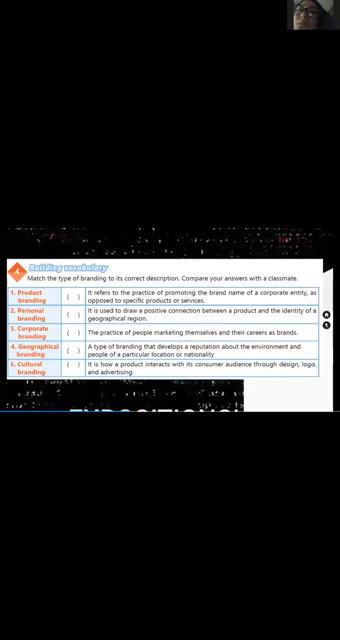 4
Building vocabulary
Match the type of branding to its correct description. Compare your answers with a classmate.
1. Product branding ( ) It refers to the practice of promoting the brand name of a corporate entity, as
opposed to specific products or services.
2. Personal branding ( ) It is used to draw a positive connection between a product and the identity of a
geographical region.
3. Corporate branding ( ) The practice of people marketing themselves and their careers as brands.
4. Geographical branding ( ) A type of branding that develops a reputation about the environment and
people of a particular location or nationality
5. Cultural branding ( ) It is how a product interacts with its consumer audience through design, logo,
and advertising.